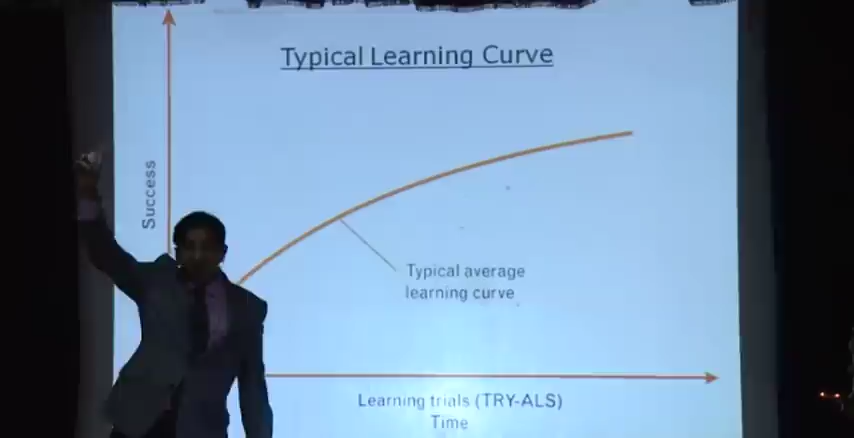 Typical Learning Curve
Success
Typical average
learning curve
Learning trials (TRY-ALS)
Time